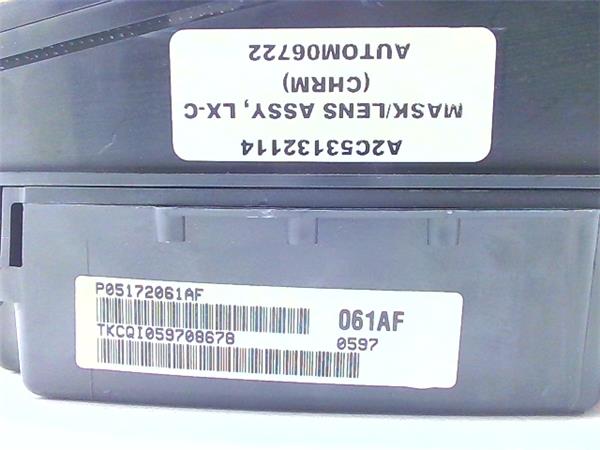 A2C53132114
MASK/LENS ASSY, LX-C
(CHRM)
AUTOM06722
P05172061AF
061AF
TKCQI059708678
0597